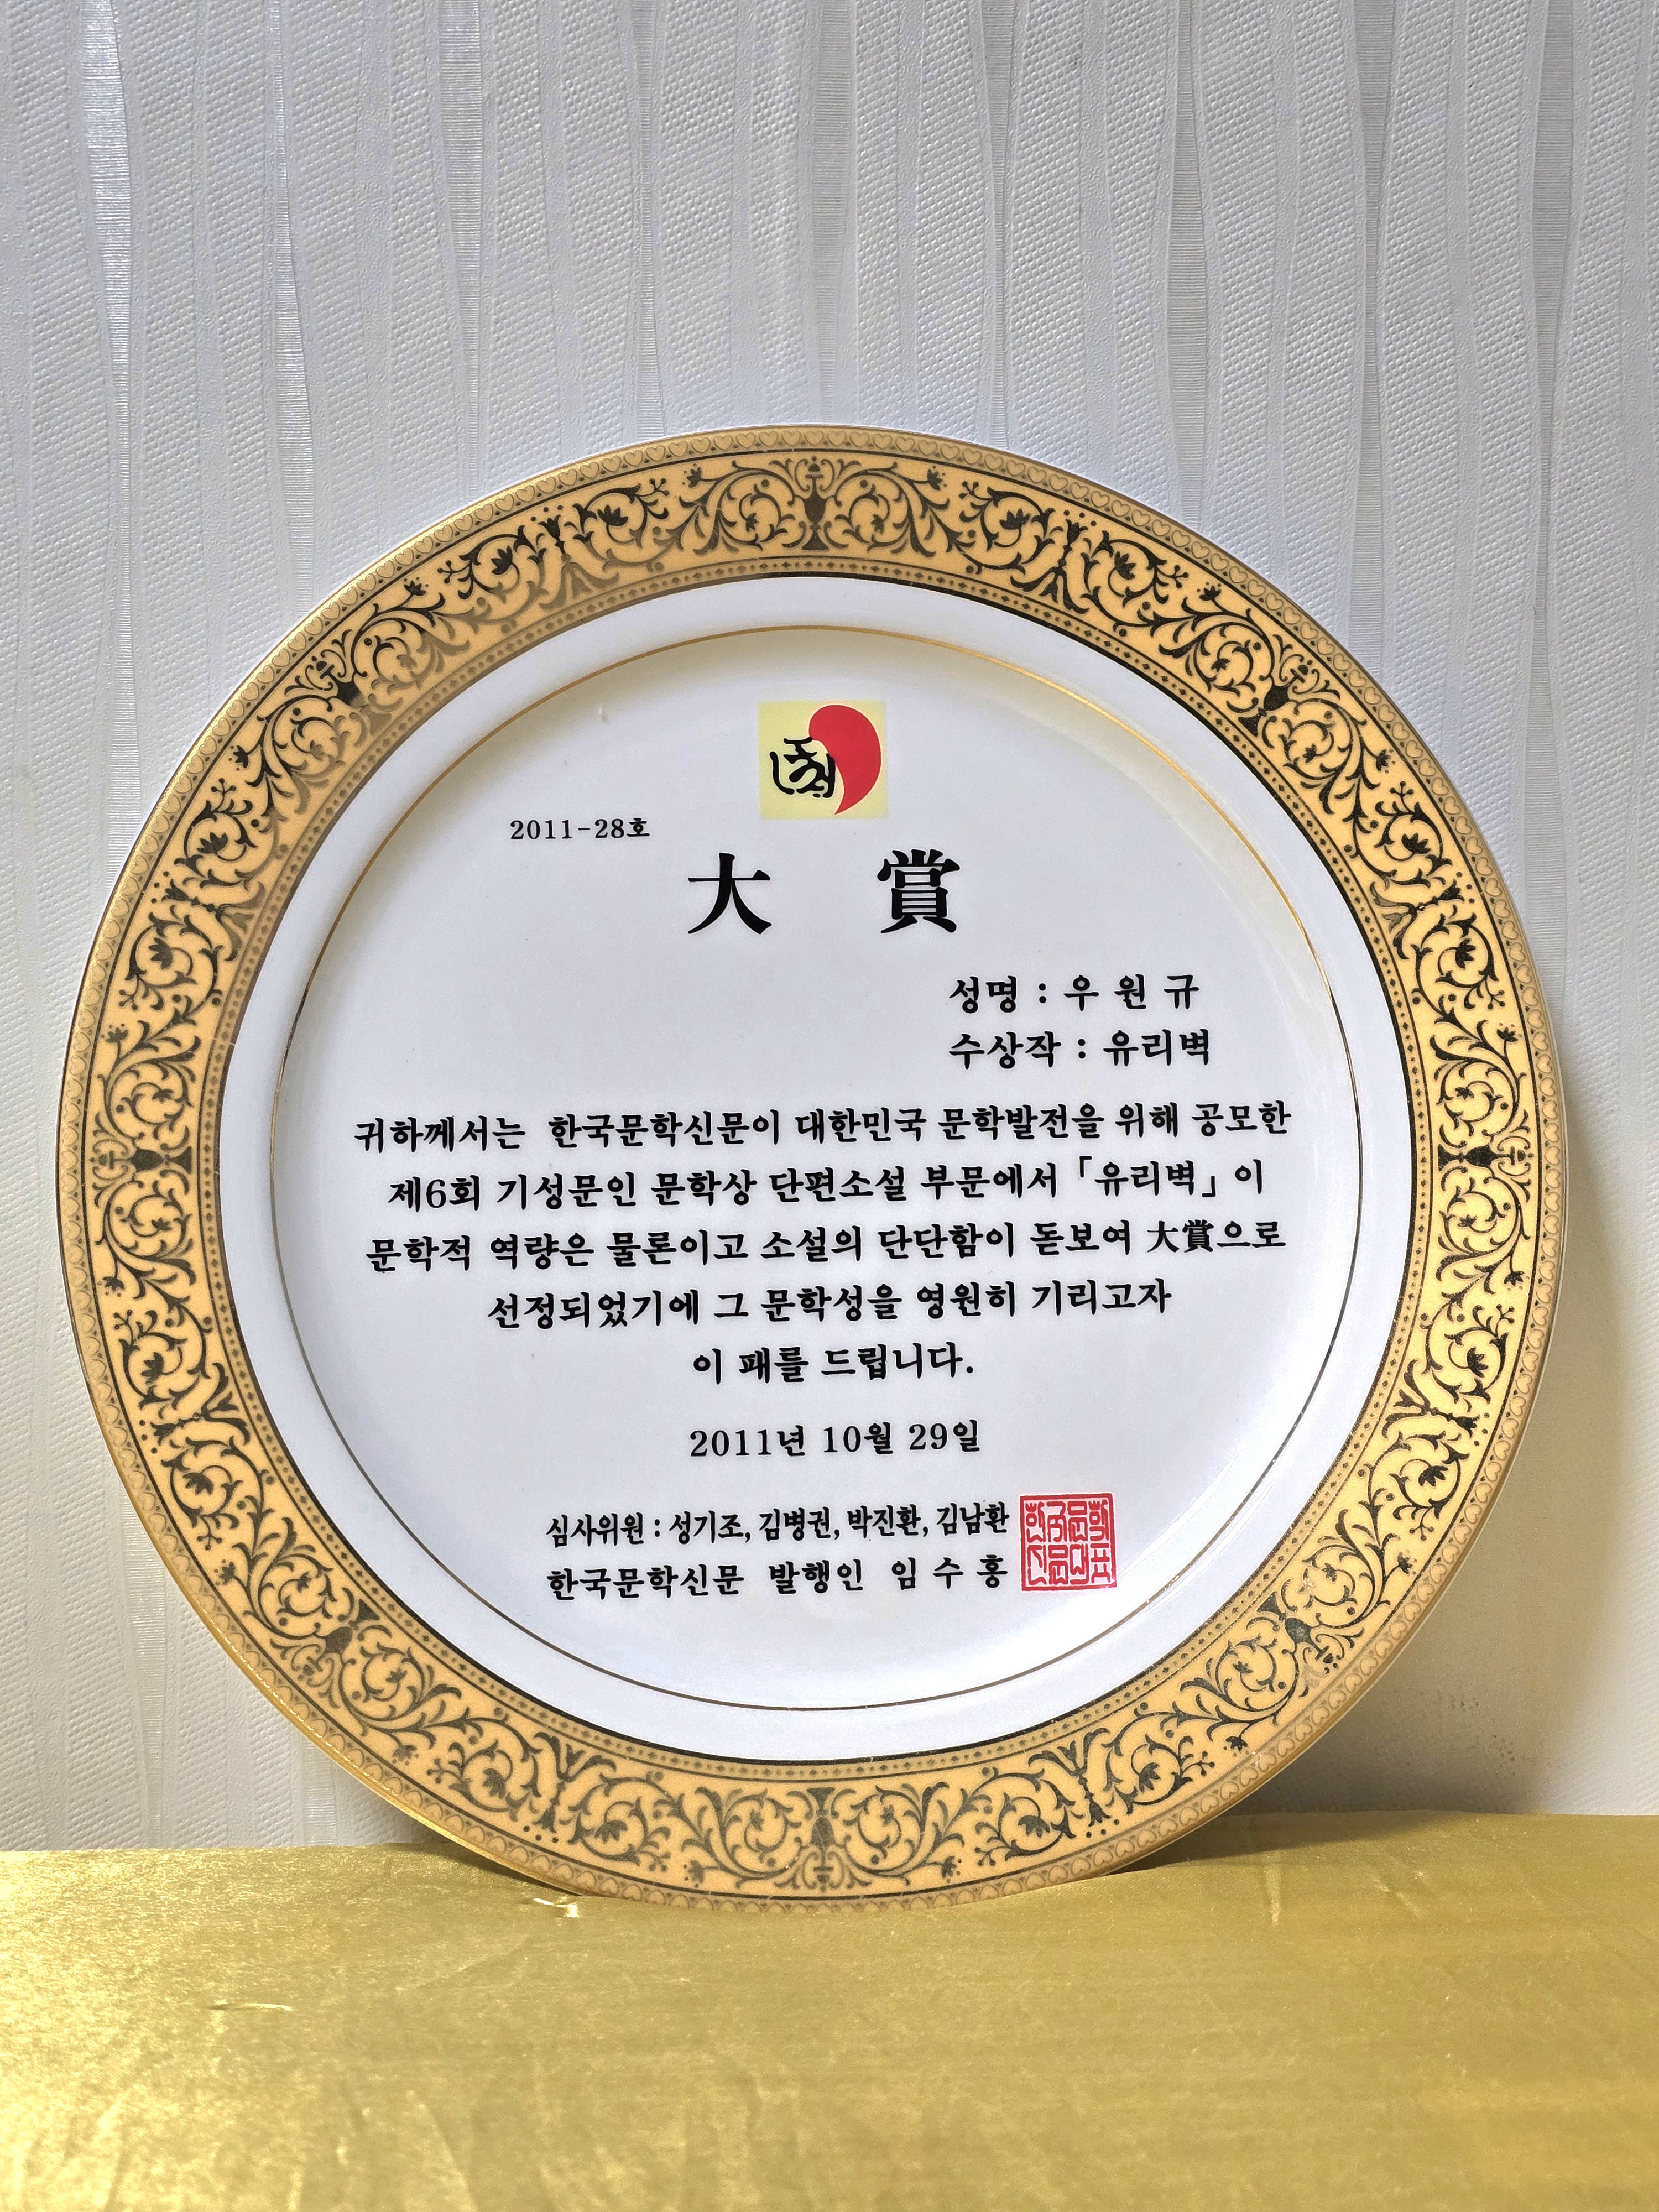 2011-28호
大 賞
성명 : 우 원 규
수상작 : 유리벽
귀하께서는 한국문학신문이 대한민국 문학발전을 위해 공모한
제6회 기성문인 문학상 단편소설 부문에서 「유리벽」이
문학적 역량은 물론이고 소설의 단단함이 돋보여 大賞으로
선정되었기에 그 문학성을 영원히 기리고자
이 패를 드립니다.
2011년 10월 29일
심사위원 : 성기조, 김병권, 박진환, 김남환
한국문학신문 발행인 임 수 홍